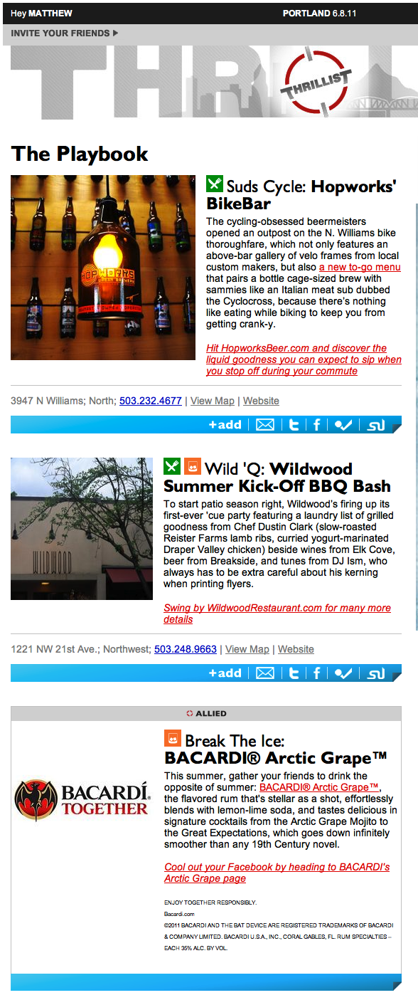 Hey MATTHEW PORTLAND 6.8.11
INVITE YOUR FRIENDS
THRILLIST
The Playbook
HOPWORKS
URBAN BREWERY
Suds Cycle: Hopworks'
BikeBar
The cycling-obsessed beermeisters
opened an outpost on the N. Williams bike
thoroughfare, which not only features an
above-bar gallery of velo frames from local
custom makers, but also a new to-go menu
that pairs a bottle cage-sized brew with
sammies like an Italian meat sub dubbed
the Cyclocross, because there's nothing
like eating while biking to keep you from
getting crank-y.
Hit HopworksBeer.com and discover the
liquid goodness you can expect to sip when
you stop off during your commute
3947 N Williams; North; 503.232.4677 | View Map | Website
+add
WILDWOOD
Wild 'Q: Wildwood
Summer Kick-Off BBQ Bash
To start patio season right, Wildwood's firing up its
first-ever 'cue party featuring a laundry list of grilled
goodness from Chef Dustin Clark (slow-roasted
Reister Farms lamb ribs, curried yogurt-marinated
Draper Valley chicken) beside wines from Elk Cove,
beer from Breakside, and tunes from DJ Ism, who
always has to be extra careful about his kerning
when printing flyers.
Swing by WildwoodRestaurant.com for many more
details
1221 NW 21st Ave.; Northwest; 503.248.9663 | View Map | Website
+add
ALLIED
BACARDÍ®
TOGETHER
Break The Ice:
BACARDI® Arctic Grape™
This summer, gather your friends to drink the
opposite of summer: BACARDI® Arctic Grape™,
the flavored rum that's stellar as a shot, effortlessly
blends with lemon-lime soda, and tastes delicious in
signature cocktails from the Arctic Grape Mojito to
the Great Expectations, which goes down infinitely
smoother than any 19th Century novel.
Cool out your Facebook by heading to BACARDI's
Arctic Grape page
ENJOY TOGETHER RESPONSIBLY.
Bacardi.com
©2011 BACARDI AND THE BAT DEVICE ARE REGISTERED TRADEMARKS OF BACARDI
& COMPANY LIMITED. BACARDI U.S.A., INC., CORAL GABLES, FL. RUM SPECIALTIES –
EACH 35% ALC. BY VOL.